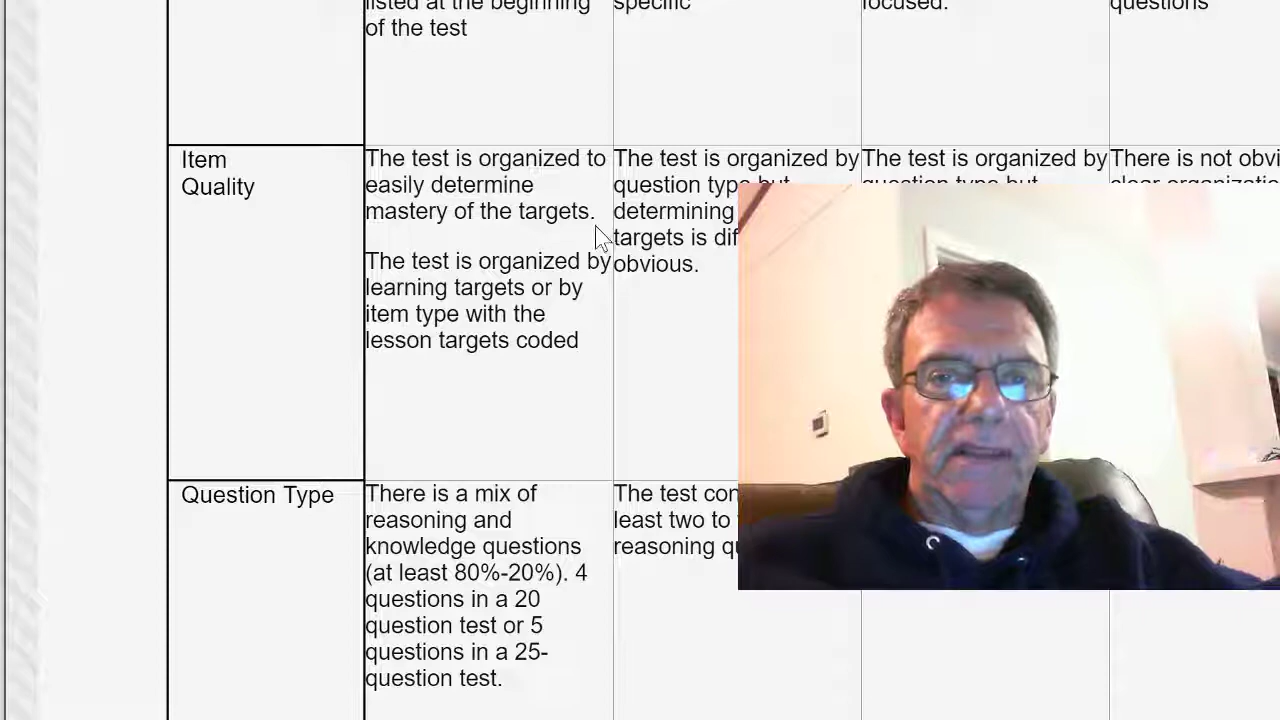 listed at the beginning
of the test
specific
focused.
questions
Item
Quality
The test is organized to
easily determine
mastery of the targets.
The test is organized by
learning targets or by
item type with the
lesson targets coded
The test is organized by
question type but
determining
targets is
obvious.
The test is organized by
question type but
There is not
clear
Question Type
There is a mix of
reasoning and
knowledge questions
(at least 80%-20%). 4
questions in a 20
question test or 5
questions in a 25-
question test.
The test
least two to
reasoning